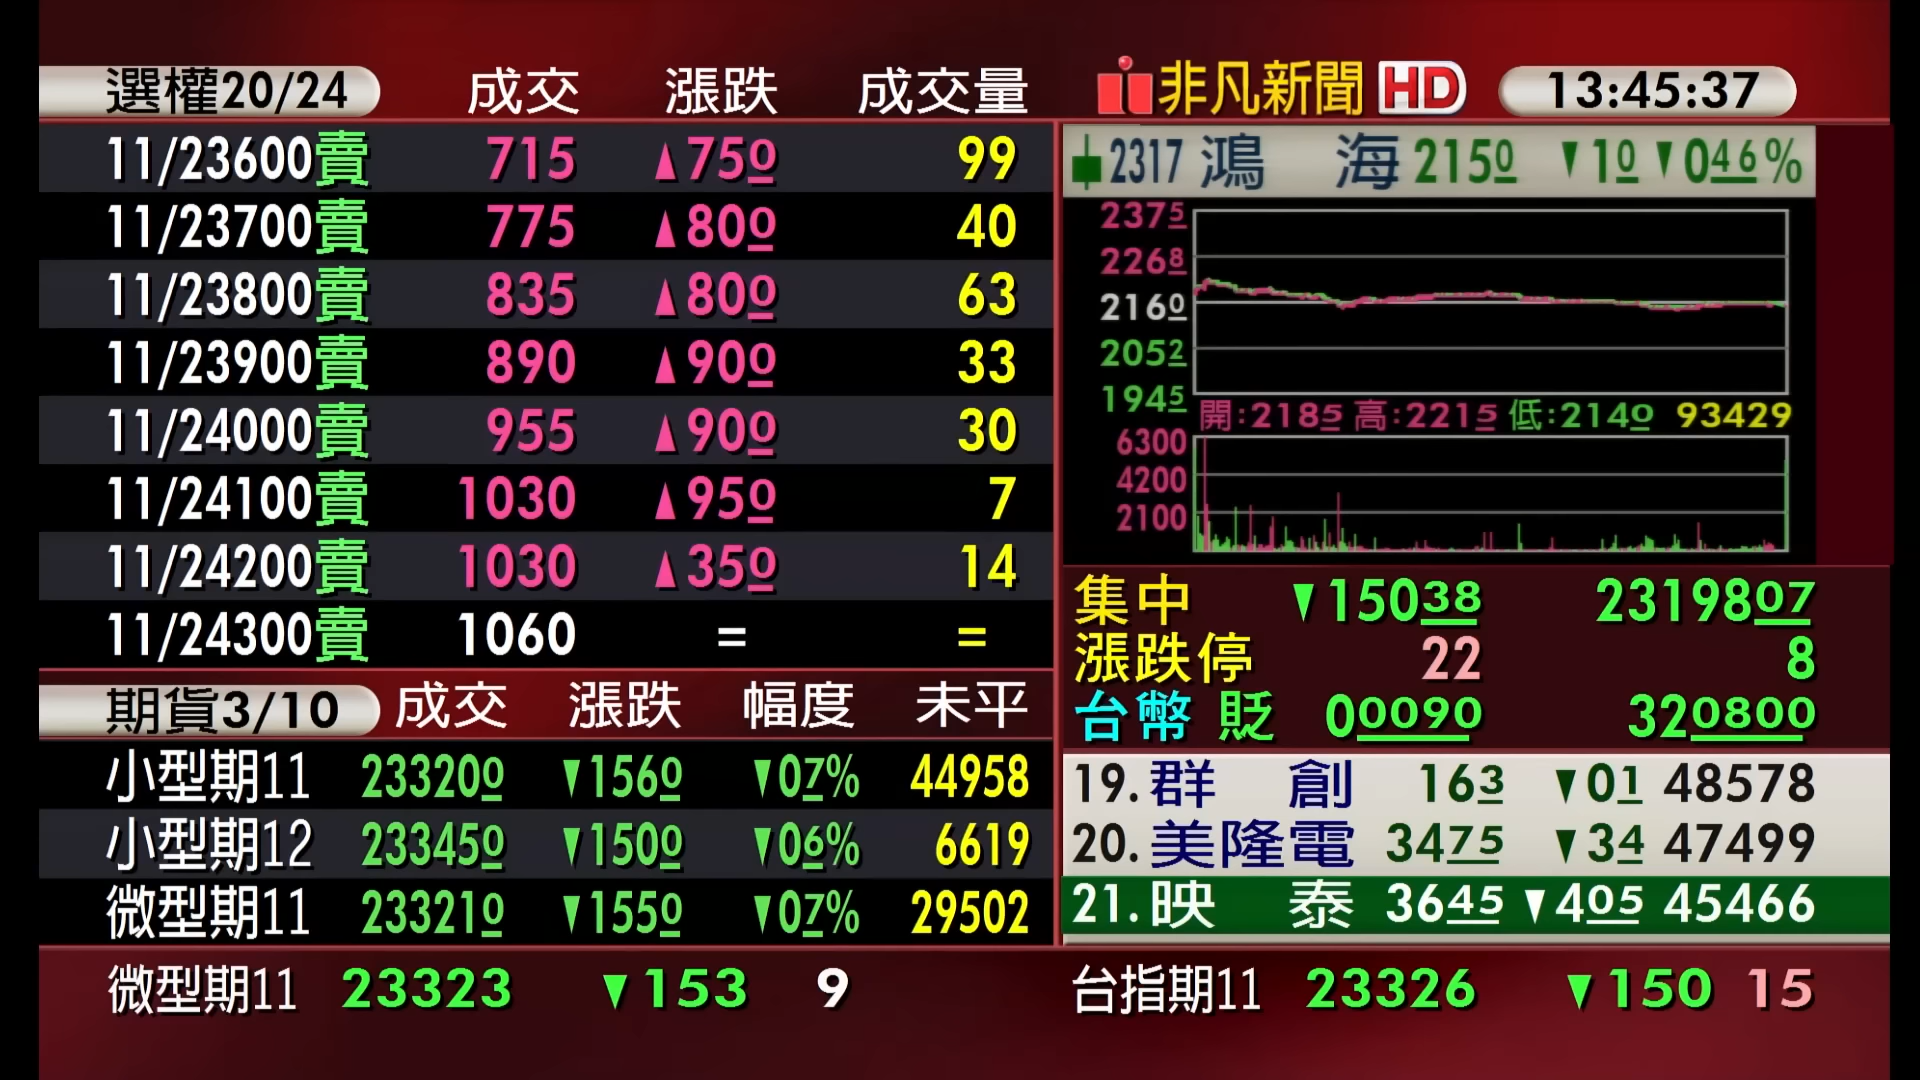 選權20/24 成交 漲跌 成交量
11/23600賣 715 ▲750 99
11/23700賣 775 ▲800 40
11/23800賣 835 ▲800 63
11/23900賣 890 ▲900 33
11/24000賣 955 ▲900 30
11/24100賣 1030 ▲950 7
11/24200賣 1030 ▲350 14
11/24300賣 1060 = =
期貨3/10 成交 漲跌 幅度 未平
小型期11 233200 ▼1560 ▼07% 44958
小型期12 233450 ▼1500 ▼06% 6619
微型期11 233210 ▼1550 ▼07% 29502
微型期11 23323 ▼153 9
非凡新聞 HD 13:45:37
2317 鴻海 2150 ▼10 ▼046%
2375
2268
2160
2052
1945
開:2185 高:2215 低:2140 93429
6300
4200
2100
集中 ▼15038 2319807
漲跌停 22 8
台幣 貶 00090 320800
19. 群創 163 ▼01 48578
20. 美隆電 3475 ▼34 47499
21. 映泰 3645 ▼405 45466
台指期11 23326 ▼150 15